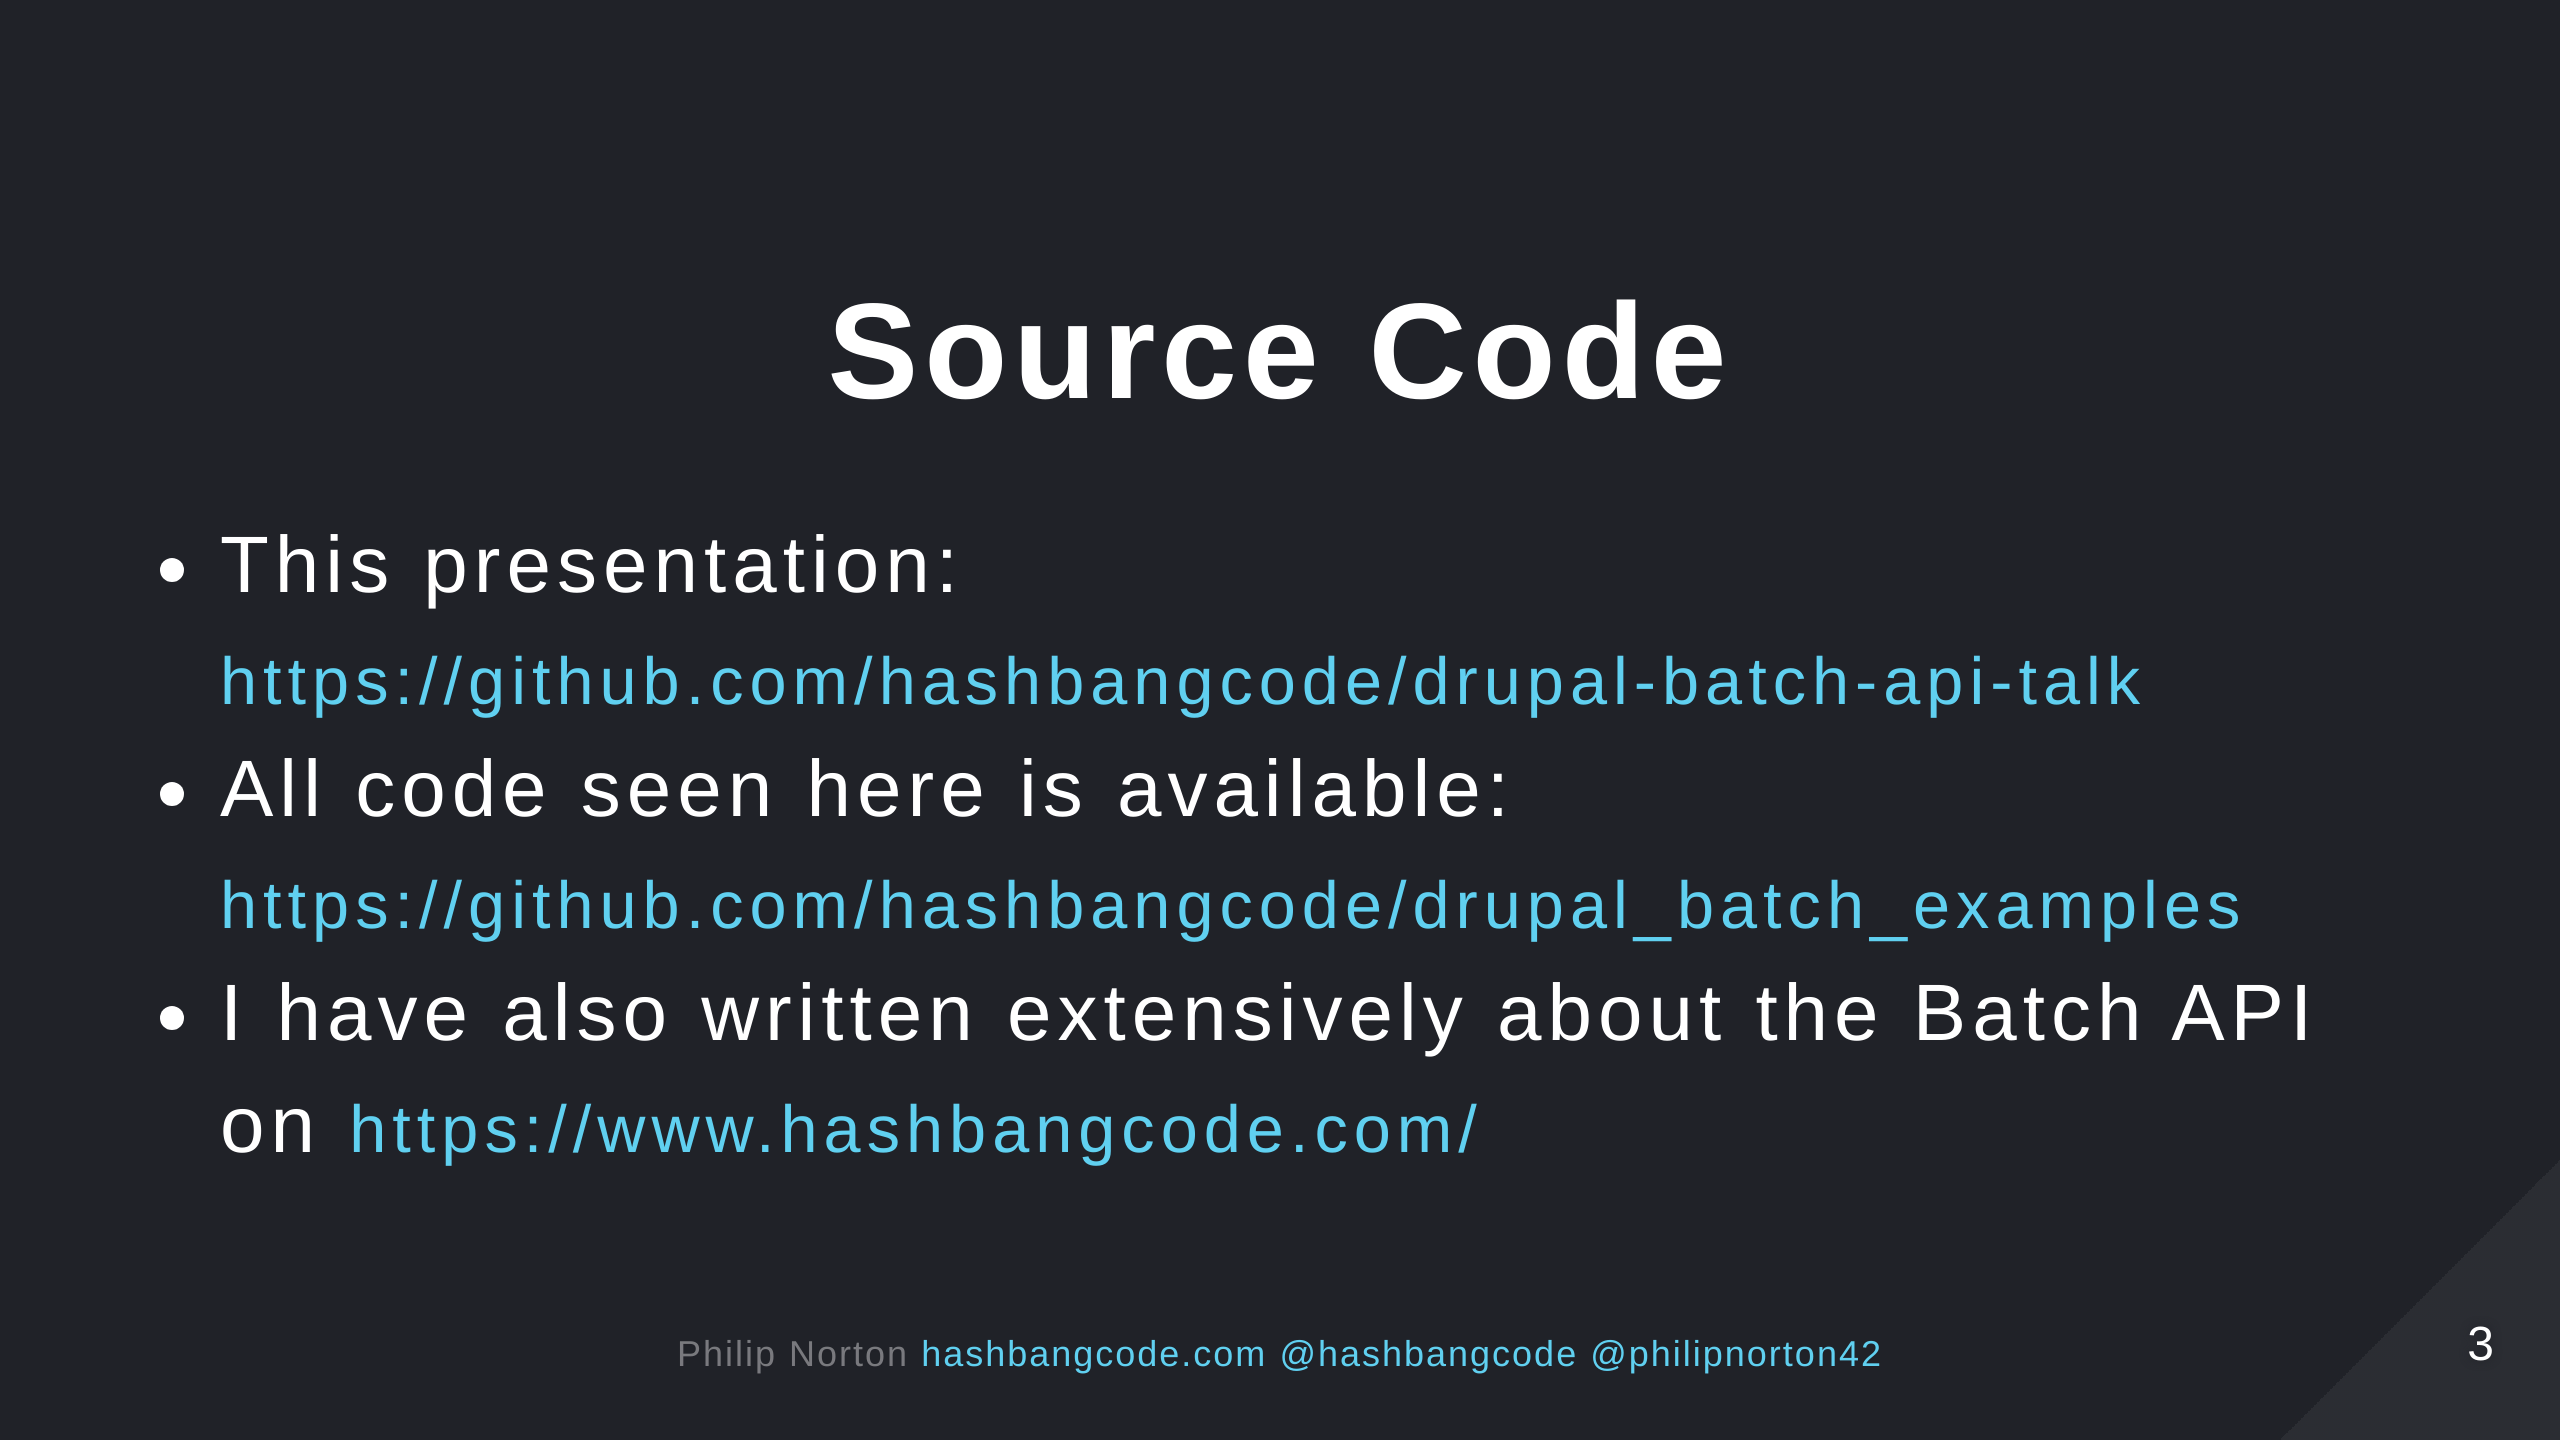 Source Code
• This presentation:
https://github.com/hashbangcode/drupal-batch-api-talk
• All code seen here is available:
https://github.com/hashbangcode/drupal_batch_examples
• I have also written extensively about the Batch API
on https://www.hashbangcode.com/
Philip Norton hashbangcode.com @hashbangcode @philipnorton42
3